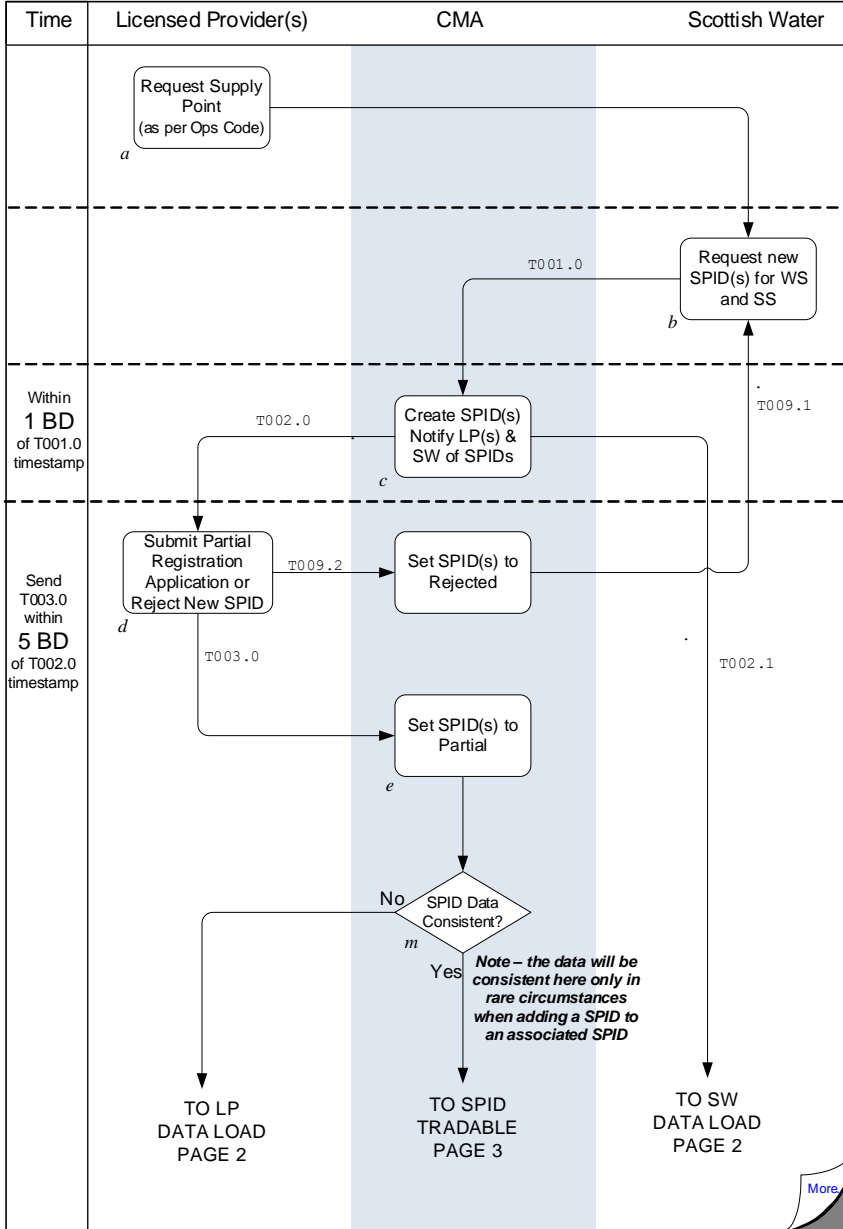 Time
Licensed Provider(s)
CMA
Scottish Water
Request Supply
Point
(as per Ops Code)
a
Request new
SPID(s) for WS
and SS
b
T001.0
Within
1 BD
of T001.0
timestamp
T002.0
Create SPID(s)
Notify LP(s) &
SW of SPIDs
c
T009.1
Send
T003.0
within
5 BD
of T002.0
timestamp
Submit Partial
Registration
Application or
Reject New SPID
d
T009.2
Set SPID(s) to
Rejected
T003.0
T002.1
Set SPID(s) to
Partial
e
No
SPID Data
Consistent?
m
Yes
Note – the data will be
consistent here only in
rare circumstances
when adding a SPID to
an associated SPID
TO LP
DATA LOAD
PAGE 2
TO SPID
TRADABLE
PAGE 3
TO SW
DATA LOAD
PAGE 2
More.